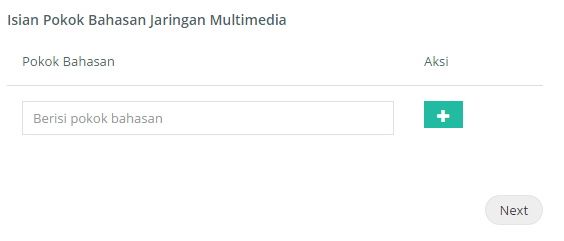 Isian Pokok Bahasan Jaringan Multimedia
Pokok Bahasan Aksi
Berisi pokok bahasan
Next